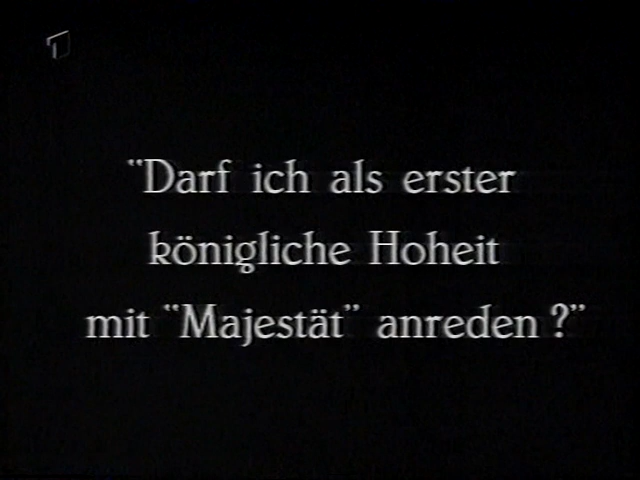 "Darf ich als erster
königliche Hoheit
mit "Majestät" anreden ?"